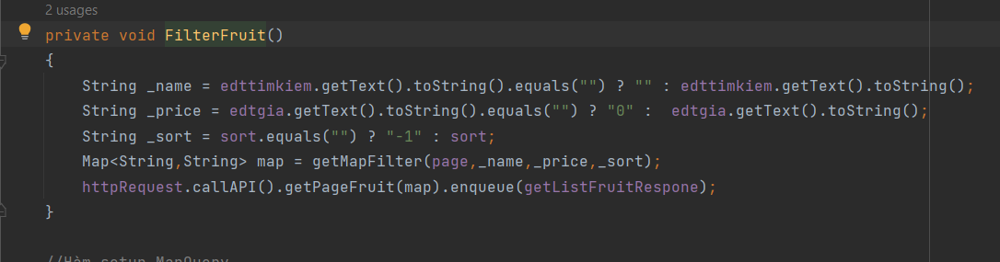 2 usages
private void FilterFruit()
{
String _name = edttimkiem.getText().toString().equals("") ? "" : edttimkiem.getText().toString();
String _price = edtgia.getText().toString().equals("") ? "0" :  edtgia.getText().toString();
String _sort = sort.equals("") ? "-1" : sort;
Map<String,String> map = getMapFilter(page,_name,_price,_sort);
httpRequest.callAPI().getPageFruit(map).enqueue(getListFruitRespone);
}
//Hàm setup MapQuery